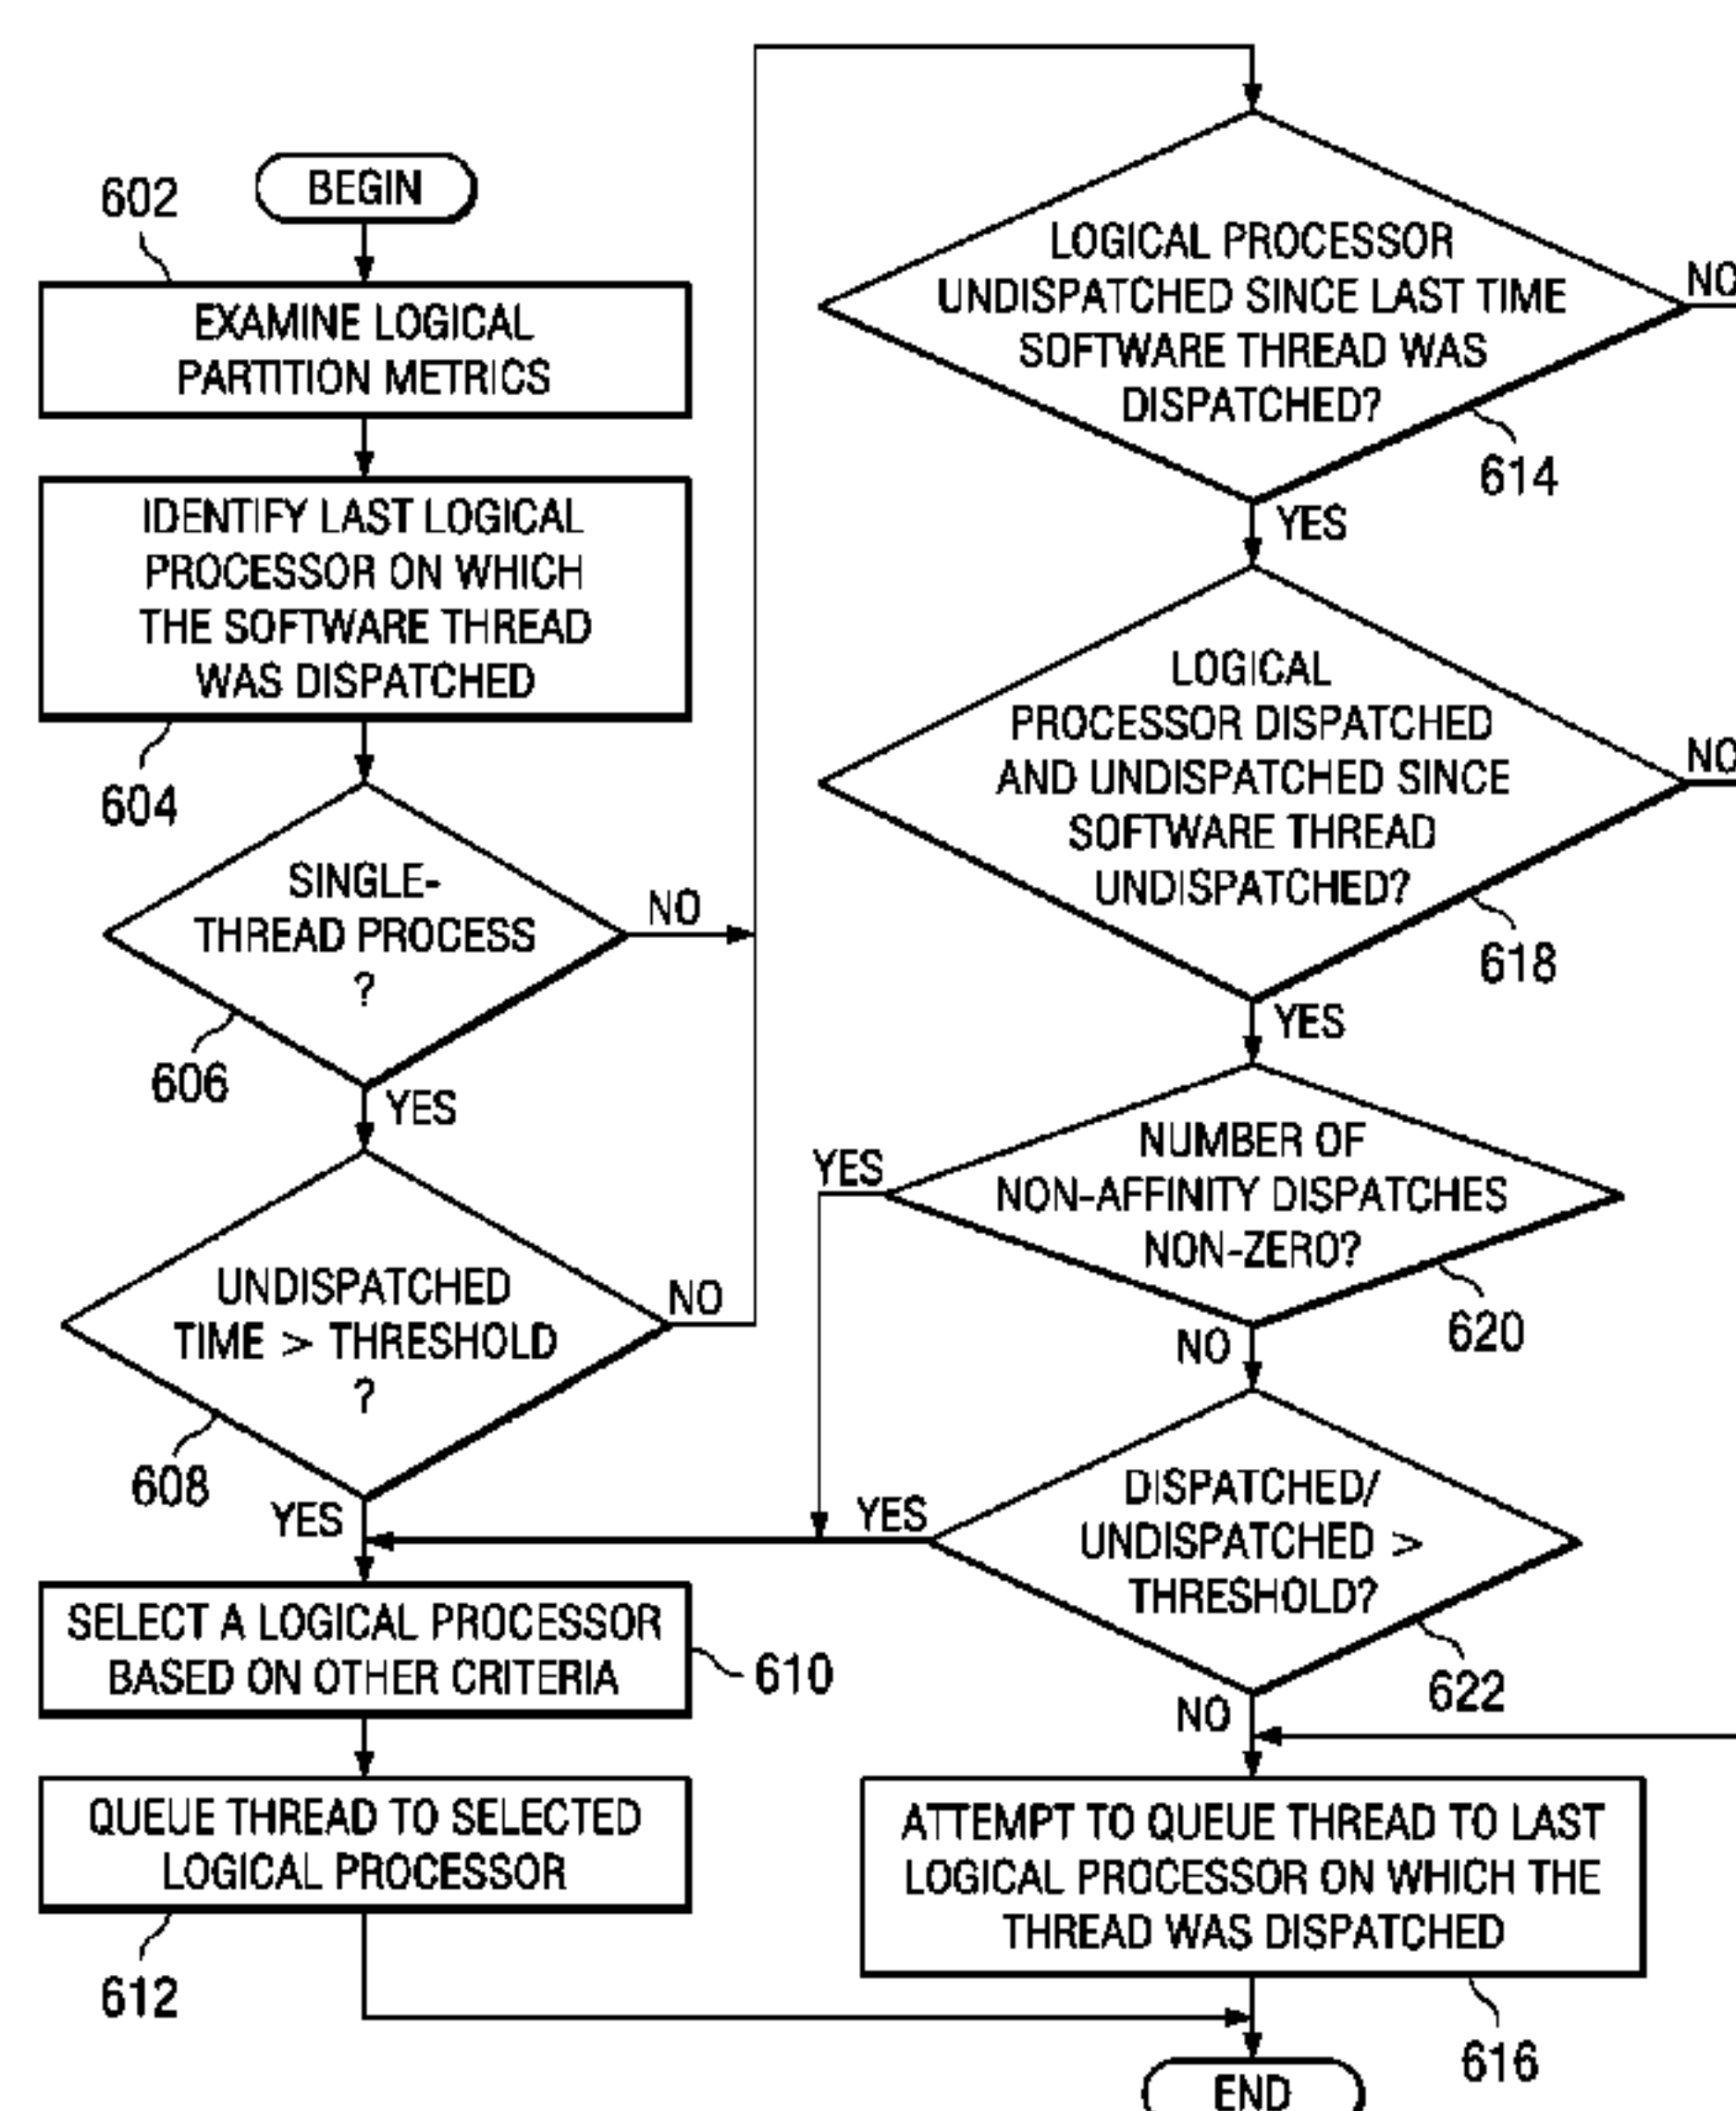 BEGIN
602
EXAMINE LOGICAL
PARTITION METRICS
IDENTIFY LAST LOGICAL
PROCESSOR ON WHICH
THE SOFTWARE THREAD
WAS DISPATCHED
604
SINGLE-
THREAD PROCESS
?
NO
606
YES
UNDISPATCHED
TIME > THRESHOLD
?
NO
608
YES
SELECT A LOGICAL PROCESSOR
BASED ON OTHER CRITERIA
610
QUEUE THREAD TO SELECTED
LOGICAL PROCESSOR
612
LOGICAL PROCESSOR
UNDISPATCHED SINCE LAST TIME
SOFTWARE THREAD WAS
DISPATCHED?
NO
614
YES
LOGICAL
PROCESSOR DISPATCHED
AND UNDISPATCHED SINCE
SOFTWARE THREAD
UNDISPATCHED?
NO
618
YES
NUMBER OF
NON-AFFINITY DISPATCHES
NON-ZERO?
YES
620
NO
DISPATCHED/
UNDISPATCHED >
THRESHOLD?
YES
622
NO
ATTEMPT TO QUEUE THREAD TO LAST
LOGICAL PROCESSOR ON WHICH THE
THREAD WAS DISPATCHED
616
END